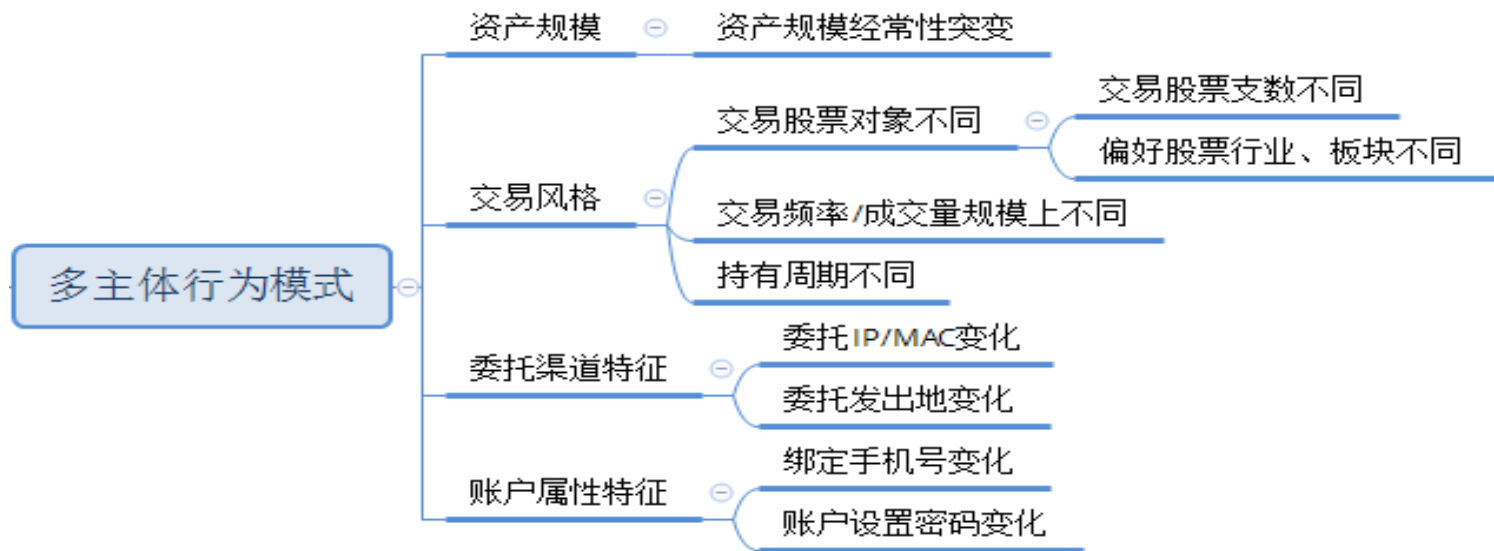 多主体行为模式
资产规模
资产规模经常性突变
交易风格
交易股票对象不同
交易股票支数不同
偏好股票行业、板块不同
交易频率/成交量规模上不同
持有周期不同
委托渠道特征
委托IP/MAC变化
委托发出地变化
账户属性特征
绑定手机号变化
账户设置密码变化